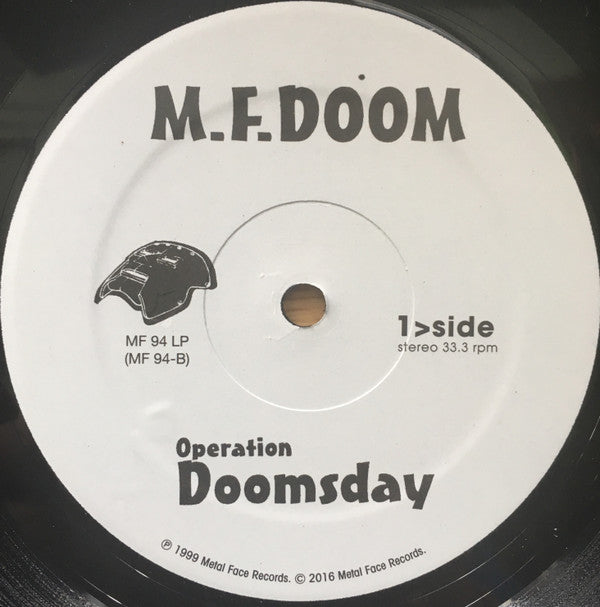 M.F. DOOM
MF 94 LP
(MF 94-B)
1>side
stereo 33.3 rpm
Operation
Doomsday
℗ 1999 Metal Face Records. © 2016 Metal Face Records.